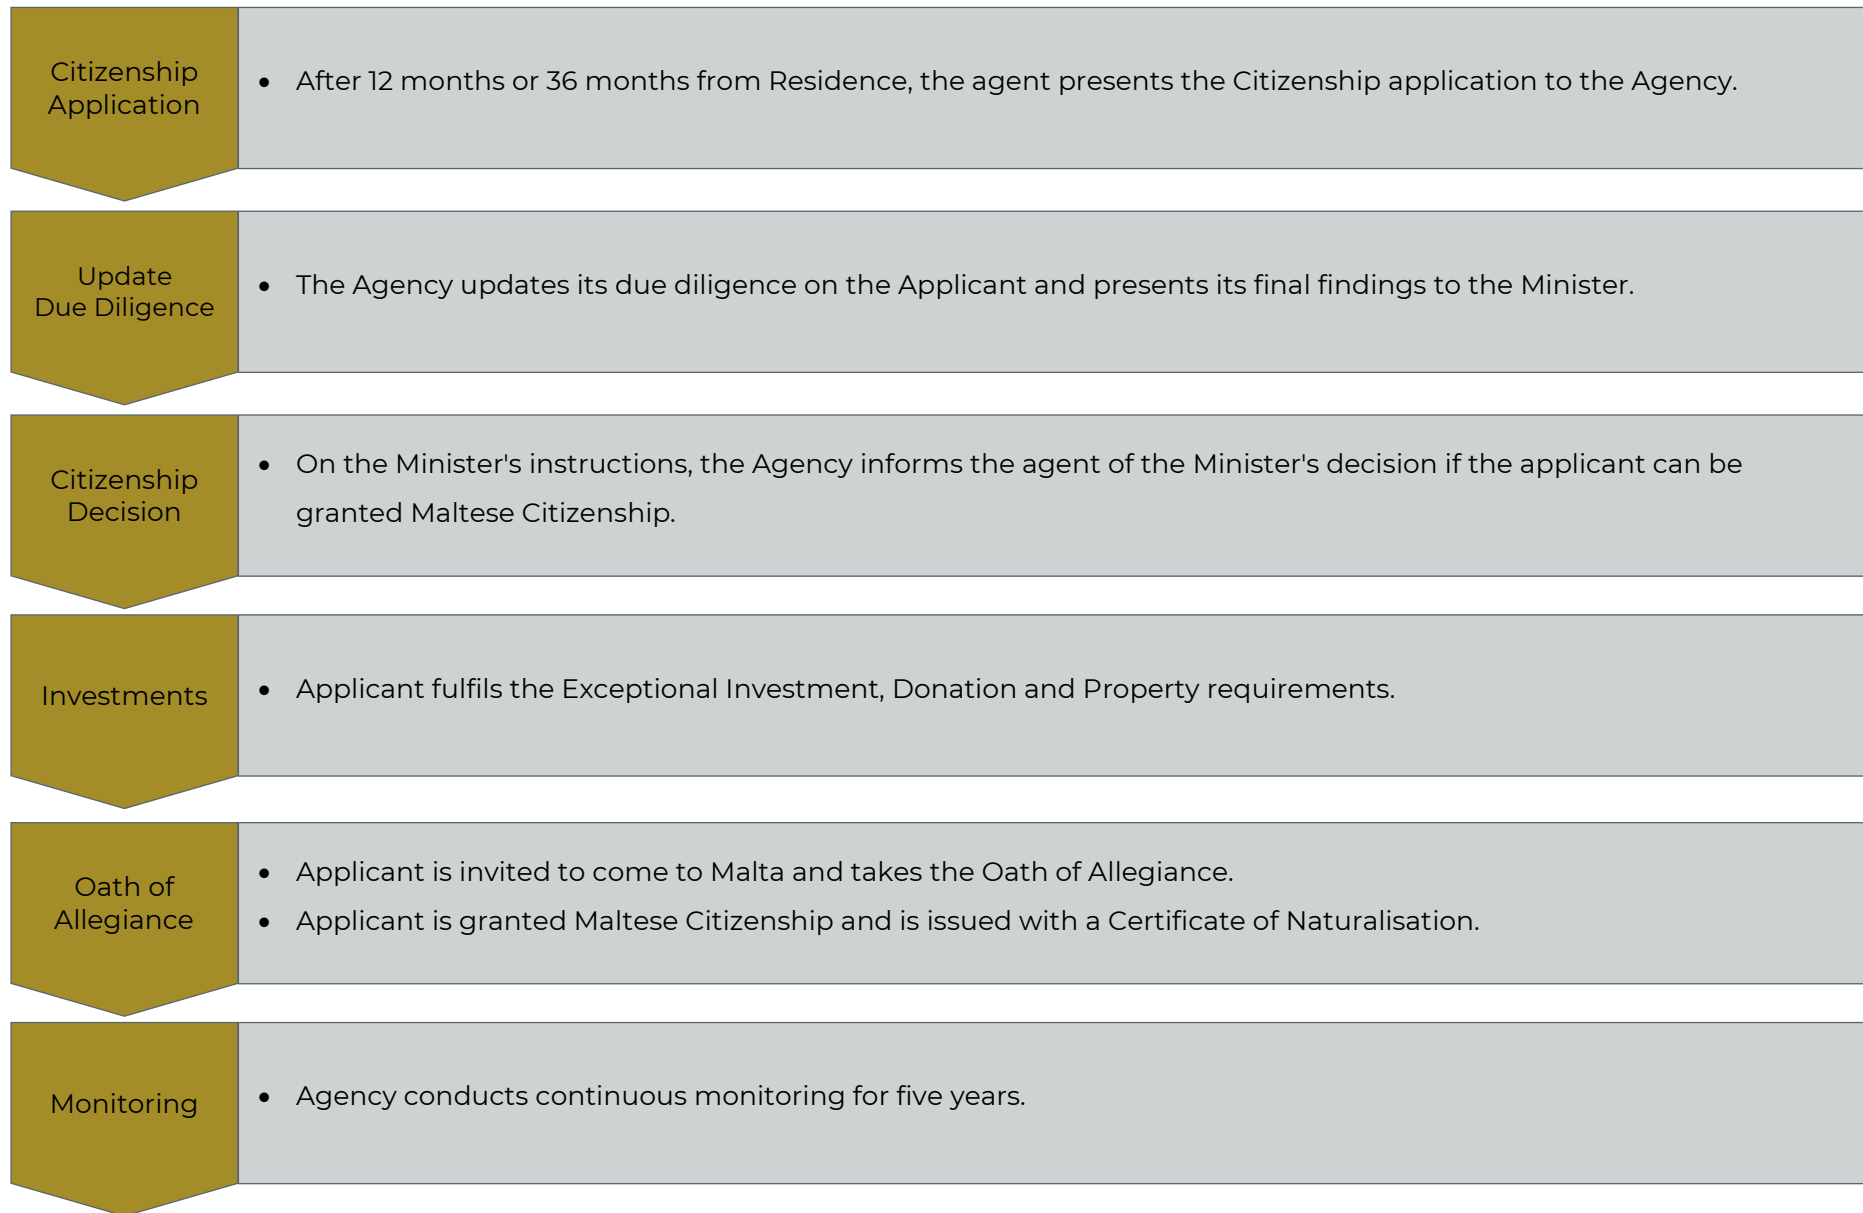 Citizenship
Application
• After 12 months or 36 months from Residence, the agent presents the Citizenship application to the Agency.
Update
Due Diligence
• The Agency updates its due diligence on the Applicant and presents its final findings to the Minister.
Citizenship
Decision
• On the Minister's instructions, the Agency informs the agent of the Minister's decision if the applicant can be
granted Maltese Citizenship.
Investments
• Applicant fulfils the Exceptional Investment, Donation and Property requirements.
Oath of
Allegiance
• Applicant is invited to come to Malta and takes the Oath of Allegiance.
• Applicant is granted Maltese Citizenship and is issued with a Certificate of Naturalisation.
Monitoring
• Agency conducts continuous monitoring for five years.